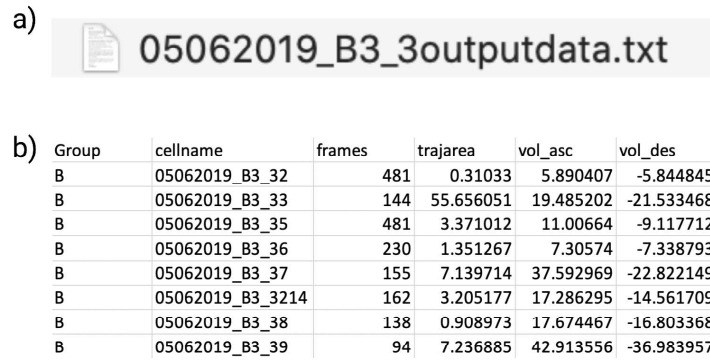 a)
05062019_B3_3outputdata.txt
b)
Group cellname frames trajarea vol_asc vol_des
B 05062019_B3_32 481 0.31033 5.890407 -5.844845
B 05062019_B3_33 144 55.656051 19.485202 -21.533468
B 05062019_B3_35 481 3.371012 11.00674 -9.117712
B 05062019_B3_36 230 1.351267 7.30574 -7.338793
B 05062019_B3_37 155 7.139714 37.592969 -22.822149
B 05062019_B3_3214 162 3.205177 17.286295 -14.561709
B 05062019_B3_38 138 0.908973 17.674467 -16.803368
B 05062019_B3_39 94 7.236885 42.913556 -36.983957